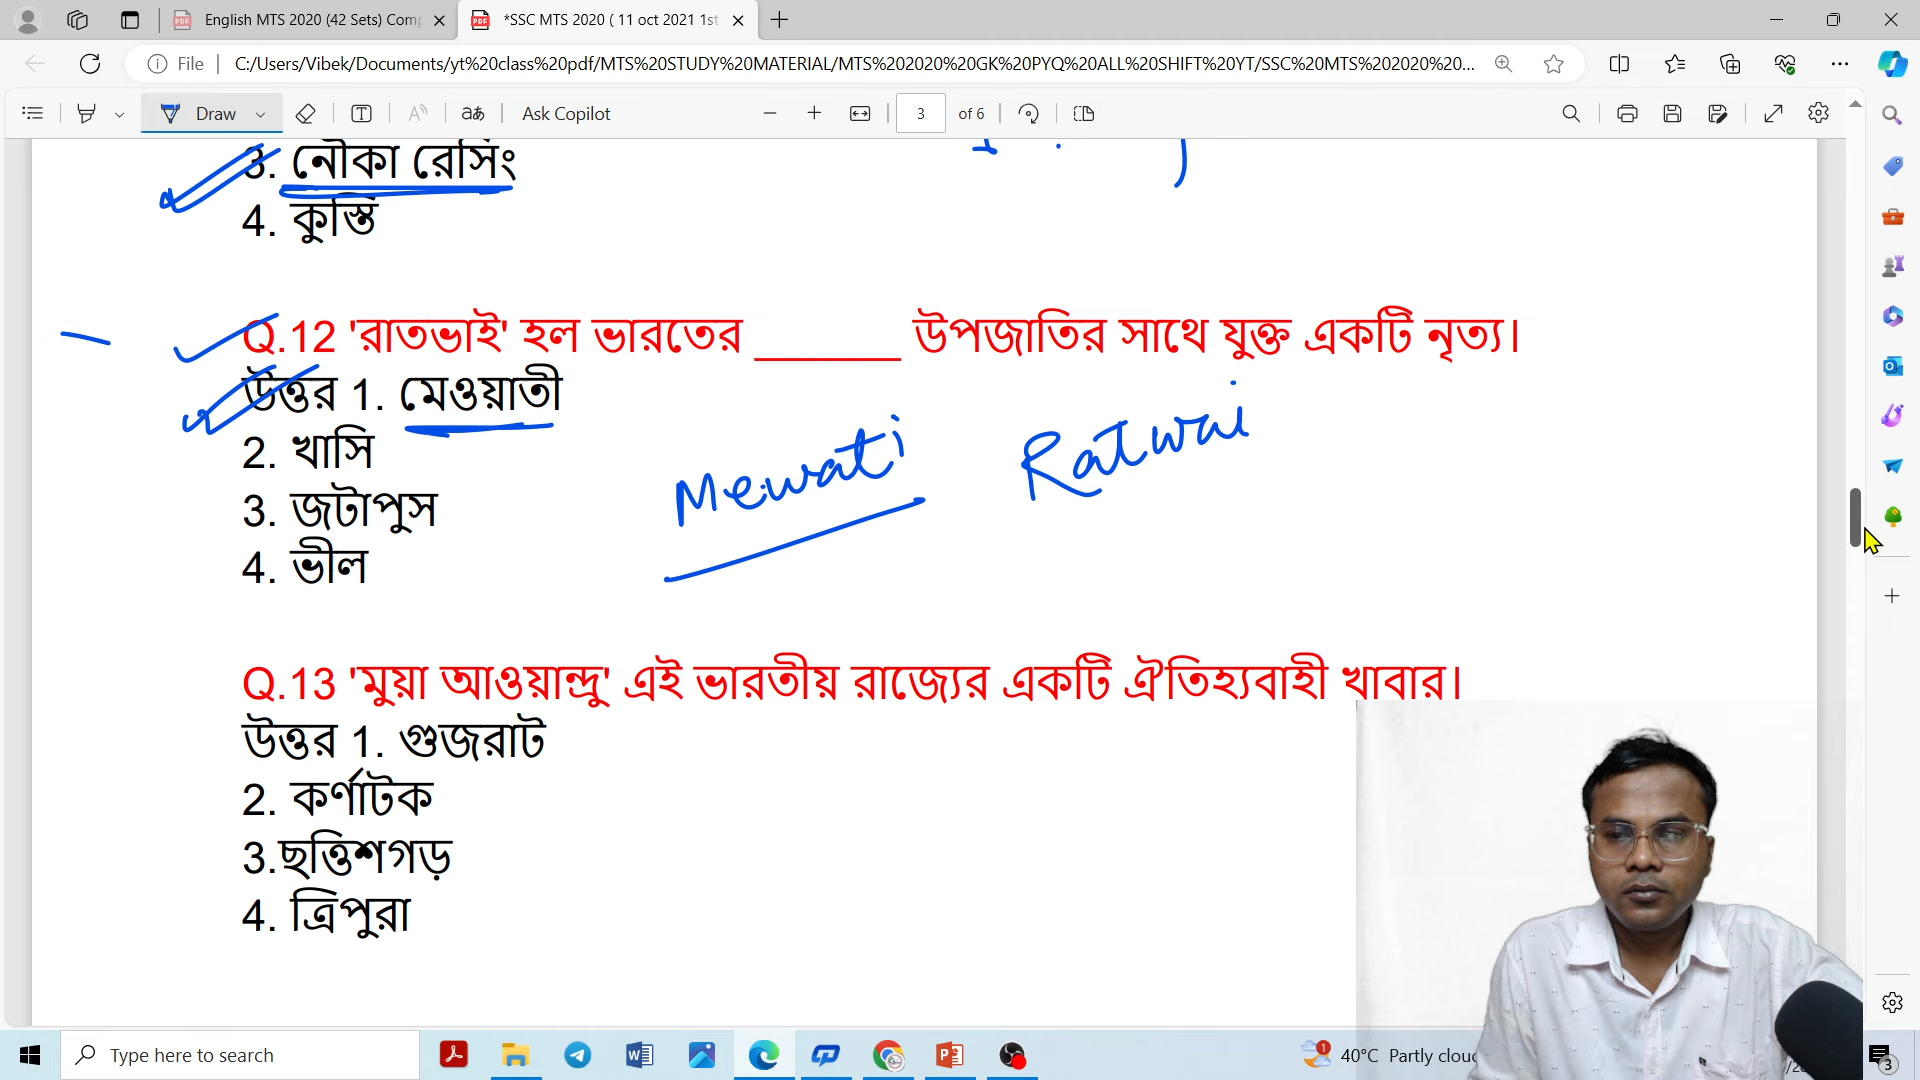 English MTS 2020 (42 Sets) Com
*SSC MTS 2020 ( 11 oct 2021 1st
File
C:/Users/Vibek/Documents/yt%20class%20pdf/MTS%20STUDY%20MATERIAL/MTS%202020%20GK%20PYQ%20ALL%20SHIFT%20YT/SSC%20MTS%202020%20...
Draw
Ask Copilot
3 of 6
3. নৌকা রেসিং
4. কুস্তি
Q.12 'রাতভাই' হল ভারতের ______ উপজাতির সাথে যুক্ত একটি নৃত্য।
উত্তর 1. মেওয়াতী
2. খাসি
3. জটাপুস
4. ভীল
Mewati
Ratwai
Q.13 'মুয়া আওয়ান্দ্রু' এই ভারতীয় রাজ্যের একটি ঐতিহ্যবাহী খাবার।
উত্তর 1. গুজরাট
2. কর্ণাটক
3.ছত্তিশগড়
4. ত্রিপুরা
Type here to search
40°C Partly clou
3